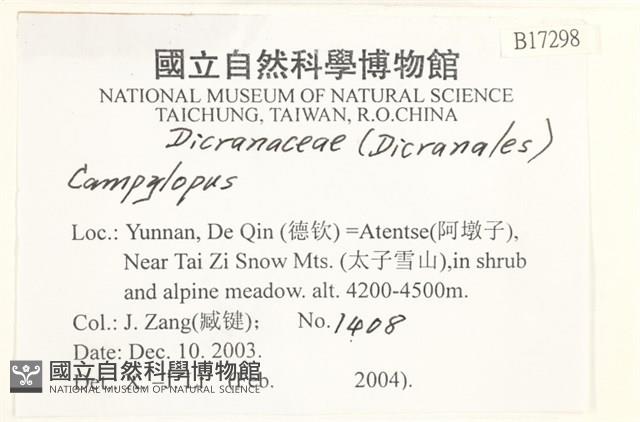 B17298
國立自然科學博物館
NATIONAL MUSEUM OF NATURAL SCIENCE
TAICHUNG, TAIWAN, R.O.CHINA
Dicranaceae (Dicranales)
Campylopus
Loc.: Yunnan, De Qin (德钦) =Atentse(阿墩子),
Near Tai Zi Snow Mts. (太子雪山),in shrub
and alpine meadow. alt. 4200-4500m.
Col.: J. Zang(臧键); No. 1408
Date: Dec. 10. 2003.
國立自然科學博物館
NATIONAL MUSEUM OF NATURAL SCIENCE
2004).